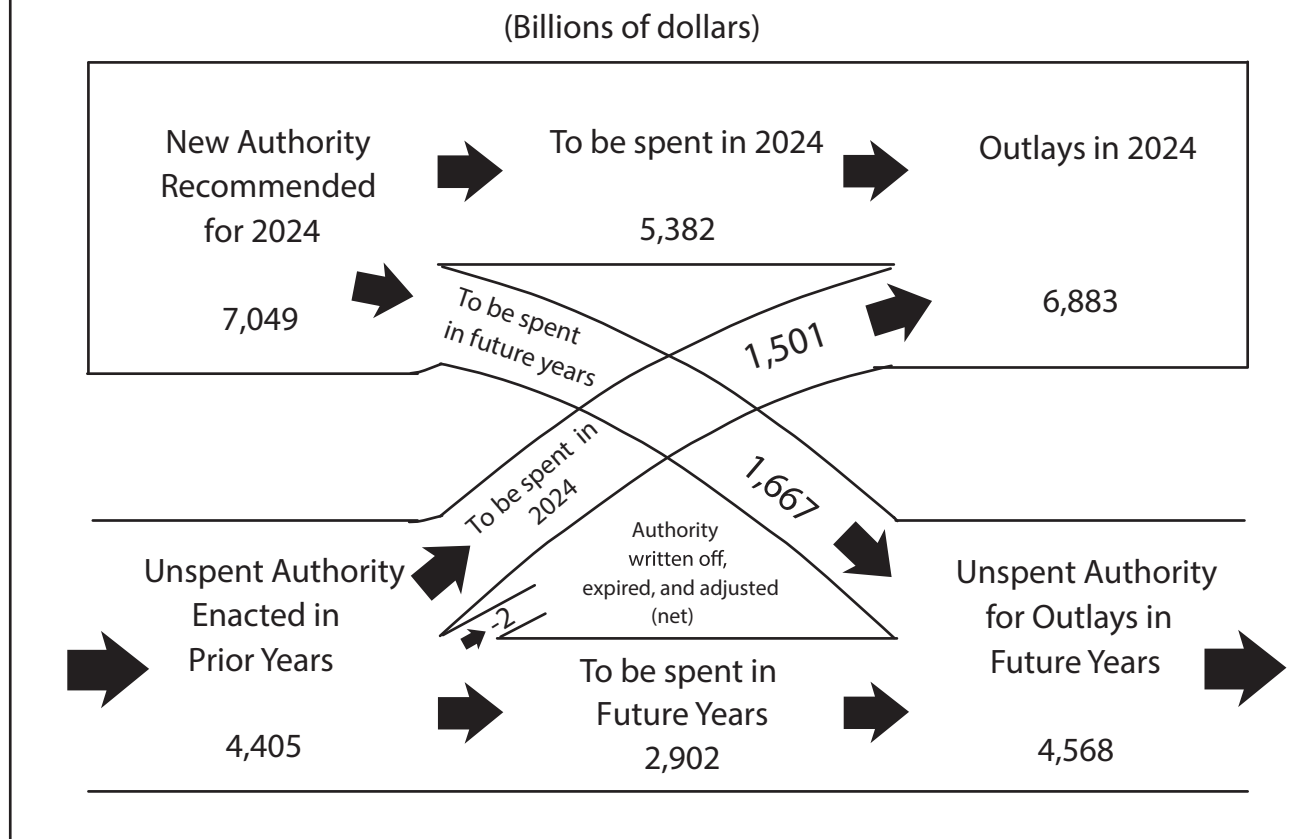 (Billions of dollars)
New Authority
Recommended
for 2024
7,049
To be spent in 2024
5,382
Outlays in 2024
6,883
To be spent
in future years
1,501
To be spent in
2024
1,667
Authority
written off,
expired, and adjusted
(net)
-2
Unspent Authority
Enacted in
Prior Years
4,405
To be spent in
Future Years
2,902
Unspent Authority
for Outlays in
Future Years
4,568